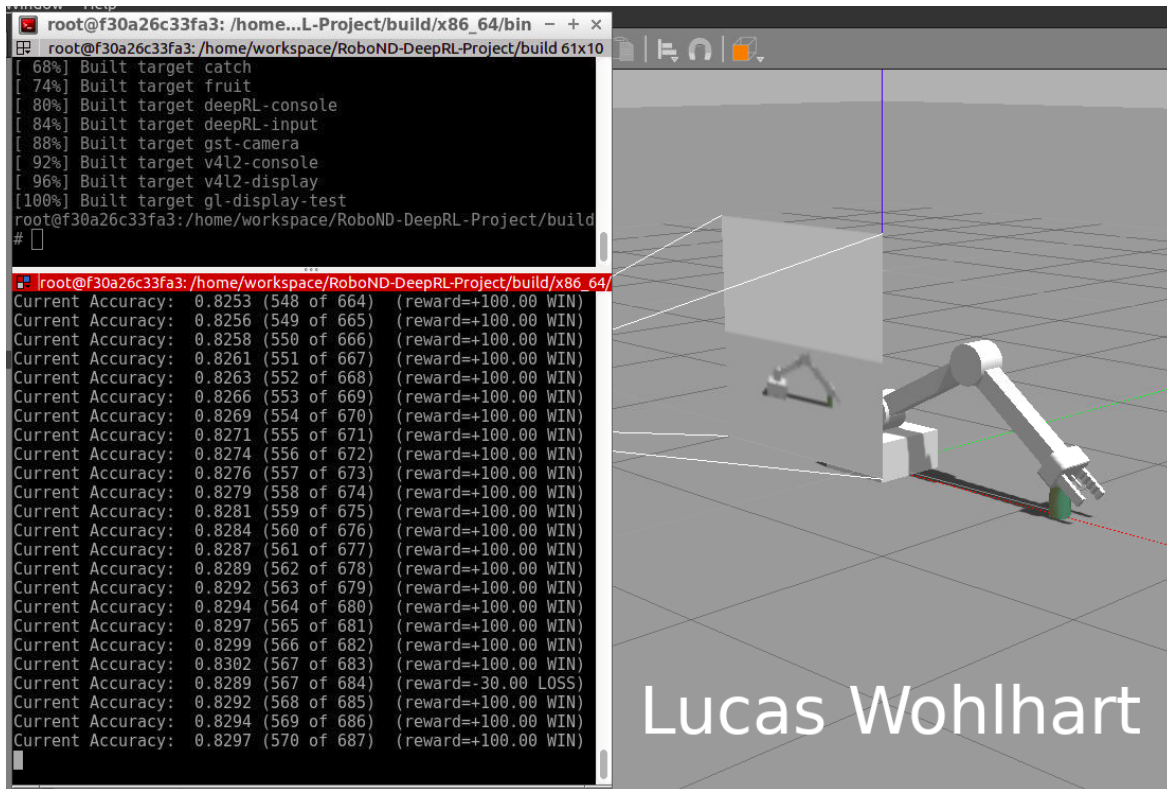 Window Help
root@f30a26c33fa3: /home...L-Project/build/x86_64/bin
root@f30a26c33fa3: /home/workspace/RoboND-DeepRL-Project/build 61x10
[ 68%] Built target catch
[ 74%] Built target fruit
[ 80%] Built target deepRL-console
[ 84%] Built target deepRL-input
[ 88%] Built target gst-camera
[ 92%] Built target v4l2-console
[ 96%] Built target v4l2-display
[100%] Built target gl-display-test
root@f30a26c33fa3:/home/workspace/RoboND-DeepRL-Project/build
#
root@f30a26c33fa3: /home/workspace/RoboND-DeepRL-Project/build/x86_64/
Current Accuracy:  0.8253 (548 of 664)  (reward=+100.00 WIN)
Current Accuracy:  0.8256 (549 of 665)  (reward=+100.00 WIN)
Current Accuracy:  0.8258 (550 of 666)  (reward=+100.00 WIN)
Current Accuracy:  0.8261 (551 of 667)  (reward=+100.00 WIN)
Current Accuracy:  0.8263 (552 of 668)  (reward=+100.00 WIN)
Current Accuracy:  0.8266 (553 of 669)  (reward=+100.00 WIN)
Current Accuracy:  0.8269 (554 of 670)  (reward=+100.00 WIN)
Current Accuracy:  0.8271 (555 of 671)  (reward=+100.00 WIN)
Current Accuracy:  0.8274 (556 of 672)  (reward=+100.00 WIN)
Current Accuracy:  0.8276 (557 of 673)  (reward=+100.00 WIN)
Current Accuracy:  0.8279 (558 of 674)  (reward=+100.00 WIN)
Current Accuracy:  0.8281 (559 of 675)  (reward=+100.00 WIN)
Current Accuracy:  0.8284 (560 of 676)  (reward=+100.00 WIN)
Current Accuracy:  0.8287 (561 of 677)  (reward=+100.00 WIN)
Current Accuracy:  0.8289 (562 of 678)  (reward=+100.00 WIN)
Current Accuracy:  0.8292 (563 of 679)  (reward=+100.00 WIN)
Current Accuracy:  0.8294 (564 of 680)  (reward=+100.00 WIN)
Current Accuracy:  0.8297 (565 of 681)  (reward=+100.00 WIN)
Current Accuracy:  0.8299 (566 of 682)  (reward=+100.00 WIN)
Current Accuracy:  0.8302 (567 of 683)  (reward=+100.00 WIN)
Current Accuracy:  0.8289 (567 of 684)  (reward=-30.00 LOSS)
Current Accuracy:  0.8292 (568 of 685)  (reward=+100.00 WIN)
Current Accuracy:  0.8294 (569 of 686)  (reward=+100.00 WIN)
Current Accuracy:  0.8297 (570 of 687)  (reward=+100.00 WIN)
Lucas Wohlhart